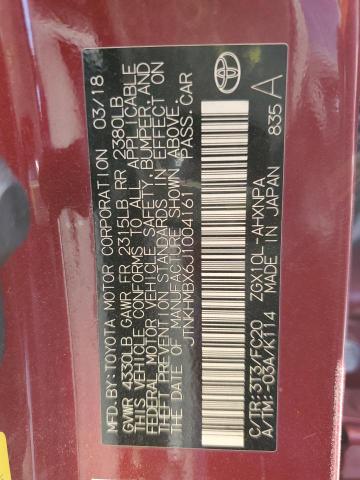 MFD.BY:TOYOTA MOTOR CORPORATION 03/18
GVWR 4330LB GAWR FR 2315LB RR 2380LB
THIS VEHICLE CONFORMS TO ALL APPLICABLE
FEDERAL MOTOR VEHICLE SAFETY, BUMPER, AND
THEFT PREVENTION STANDARDS IN EFFECT ON
THE DATE OF MANUFACTURE SHOWN ABOVE.
JTNKHMBX6J1004161 PASS.CAR
C/TR:3T3/FC20 ZGX10L-AHXNPA
A/TM:-03A/K114 MADE IN JAPAN 835 A